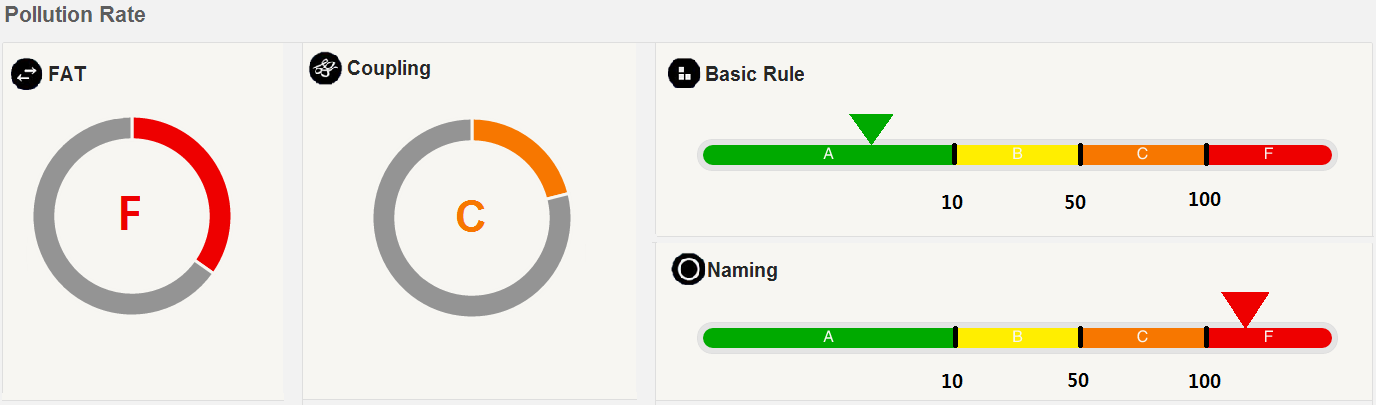 Pollution Rate
FAT
F
Coupling
C
Basic Rule
A B C F
10 50 100
Naming
A B C F
10 50 100